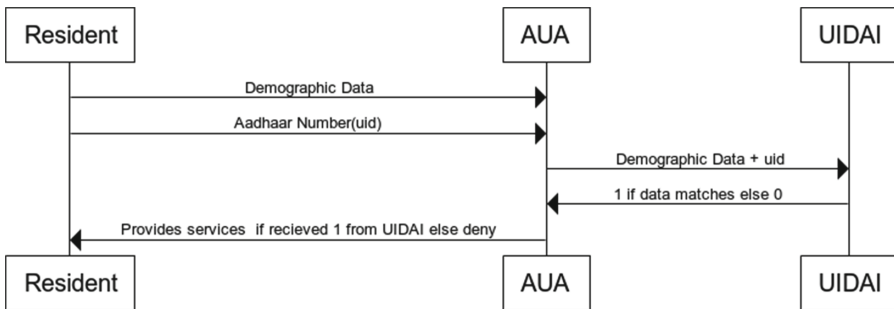 Resident AUA UIDAI
Demographic Data
Aadhaar Number(uid)
Demographic Data + uid
1 if data matches else 0
Provides services  if recieved 1 from UIDAI else deny
Resident AUA UIDAI